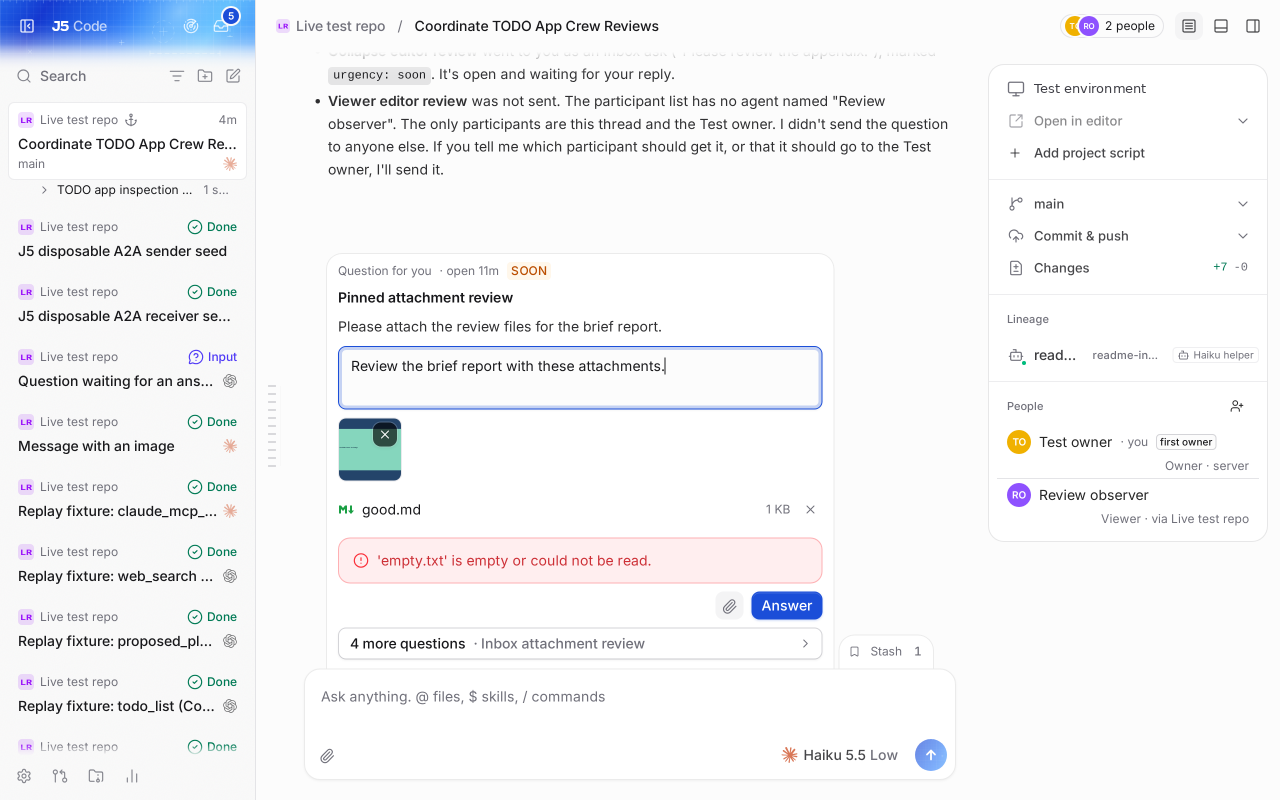 J5 Code
5
Search
LR Live test repo 4m
Coordinate TODO App Crew Re...
main
TODO app inspection ... 1 s...
LR Live test repo Done
J5 disposable A2A sender seed
LR Live test repo Done
J5 disposable A2A receiver se...
LR Live test repo Input
Question waiting for an ans...
LR Live test repo Done
Message with an image
LR Live test repo Done
Replay fixture: claude_mcp_...
LR Live test repo Done
Replay fixture: web_search ...
LR Live test repo Done
Replay fixture: proposed_pl...
LR Live test repo Done
Replay fixture: todo_list (Co...
LR Live test repo Done
LR Live test repo / Coordinate TODO App Crew Reviews
RO 2 people
urgency: soon. It's open and waiting for your reply.
• Viewer editor review was not sent. The participant list has no agent named "Review
observer". The only participants are this thread and the Test owner. I didn't send the question
to anyone else. If you tell me which participant should get it, or that it should go to the Test
owner, I'll send it.
Question for you · open 11m SOON
Pinned attachment review
Please attach the review files for the brief report.
Review the brief report with these attachments.
M↓ good.md 1 KB
'empty.txt' is empty or could not be read.
Answer
4 more questions · Inbox attachment review
Stash 1
Ask anything. @ files, $ skills, / commands
Haiku 5.5 Low
Test environment
Open in editor
Add project script
main
Commit & push
Changes +7 -0
Lineage
read... readme-in... Haiku helper
People
TO Test owner · you first owner
Owner · server
RO Review observer
Viewer · via Live test repo